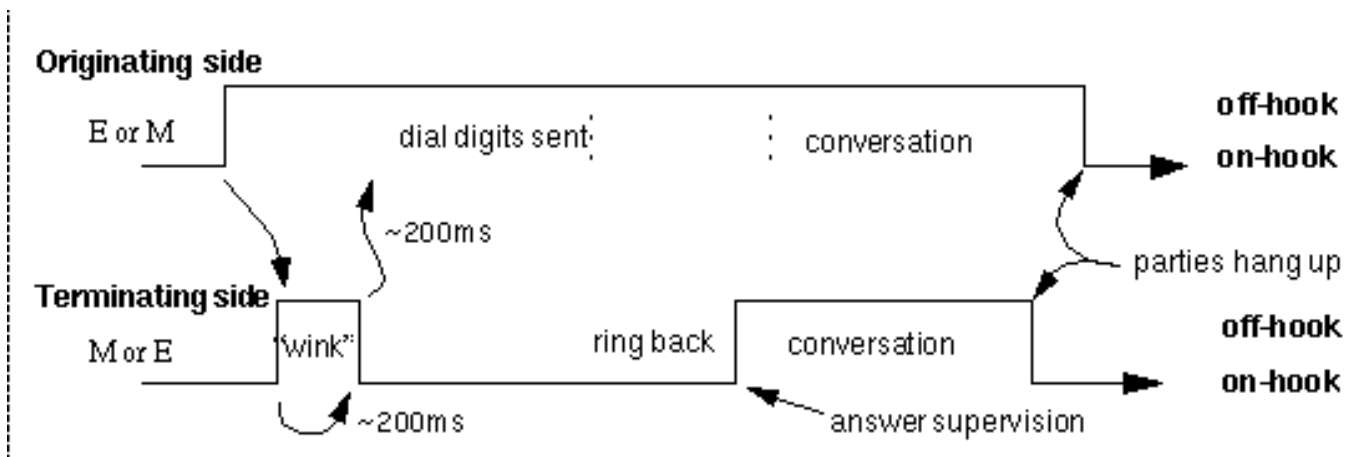 Originating side
off-hook
E or M
dial digits sent
conversation
on-hook
~200ms
parties hang up
Terminating side
off-hook
M or E
"wink"
ring back
conversation
on-hook
~200ms
answer supervision